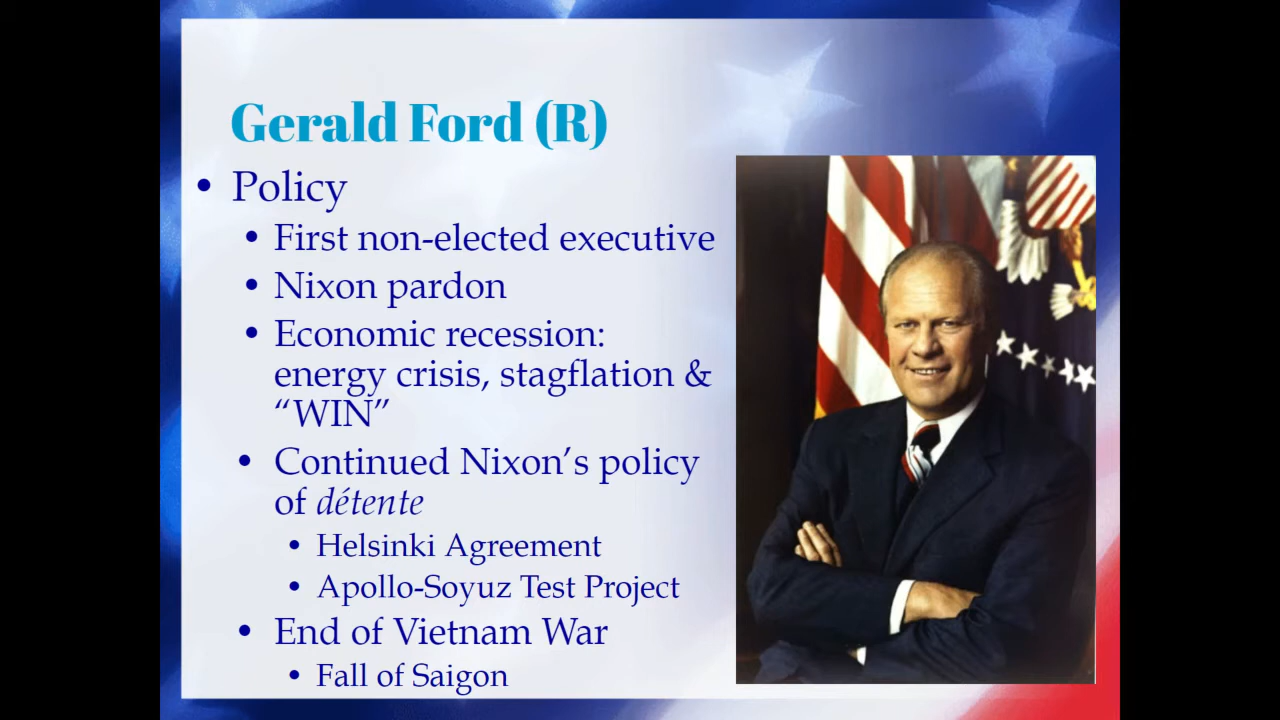 Gerald Ford (R)
• Policy
• First non-elected executive
• Nixon pardon
• Economic recession:
energy crisis, stagflation &
“WIN”
• Continued Nixon’s policy
of détente
• Helsinki Agreement
• Apollo-Soyuz Test Project
• End of Vietnam War
• Fall of Saigon